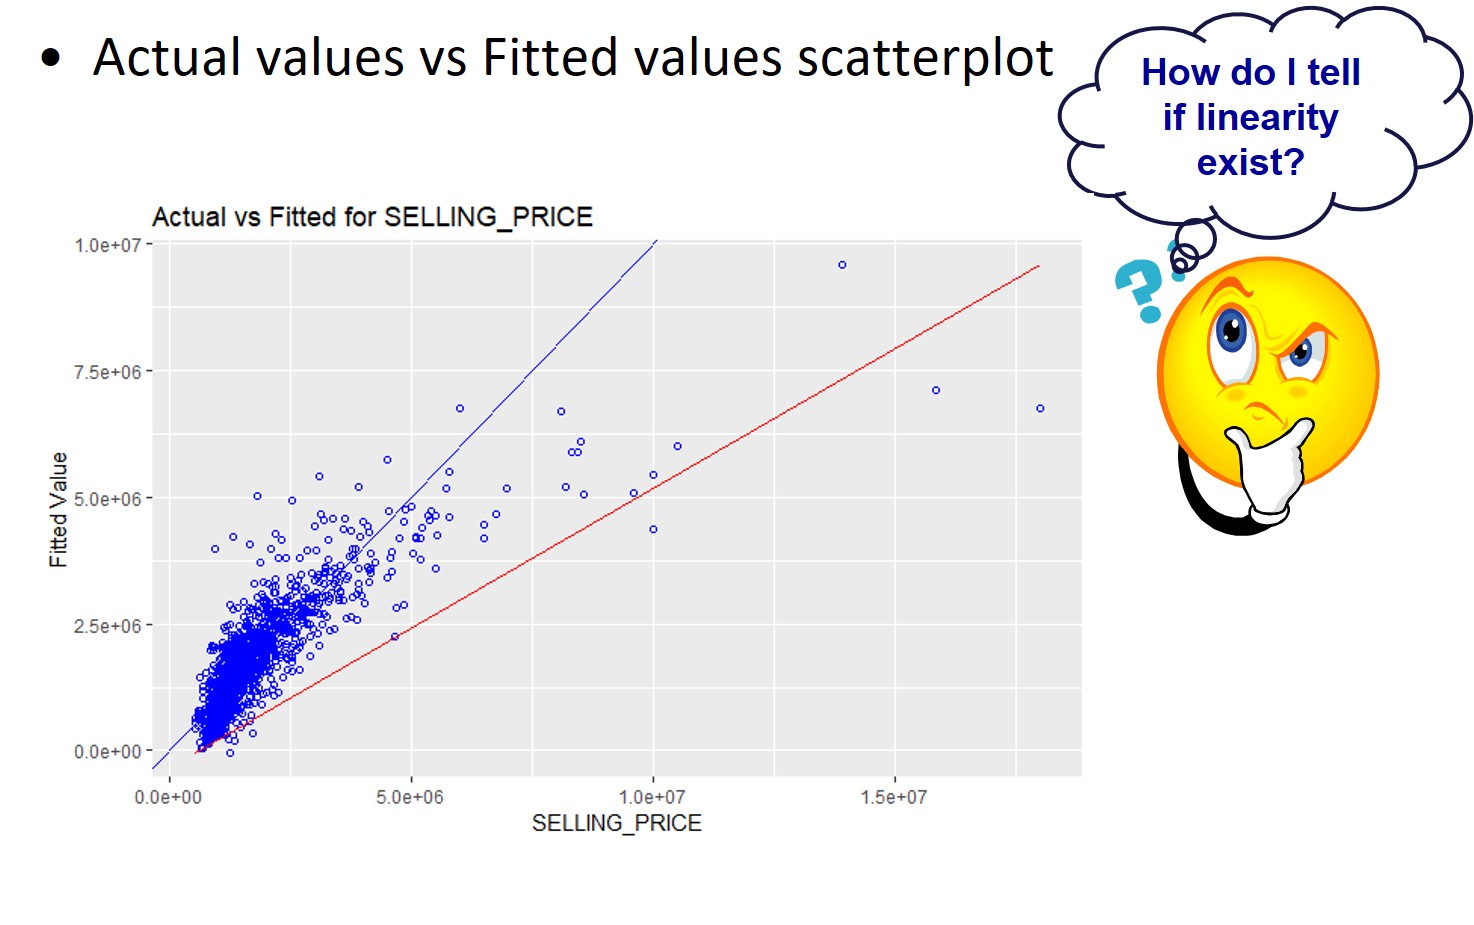 • Actual values vs Fitted values scatterplot
How do I tell
if linearity
exist?
Actual vs Fitted for SELLING_PRICE
1.0e+07
7.5e+06
5.0e+06
2.5e+06
0.0e+00
Fitted Value
0.0e+00 5.0e+06 1.0e+07 1.5e+07
SELLING_PRICE
??